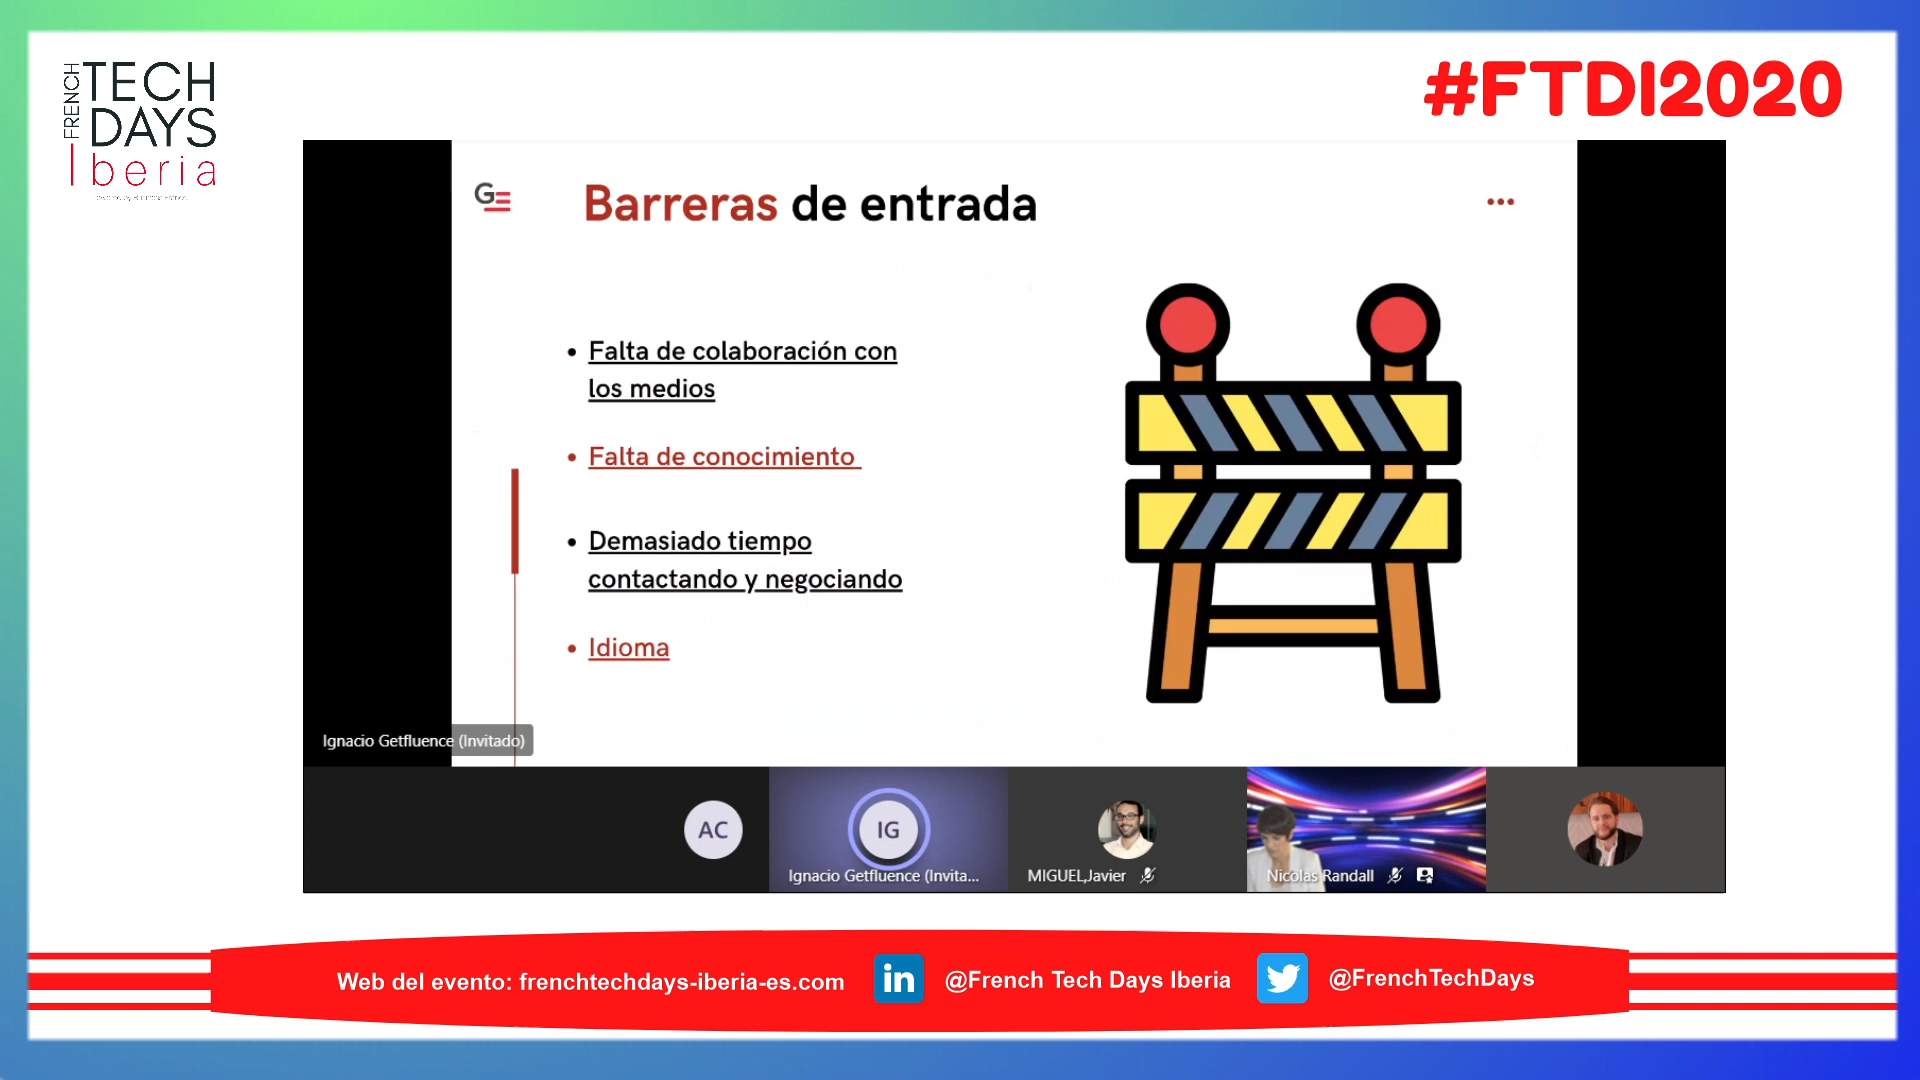 FRENCH
TECH
DAYS
Iberia
#FTDI2020
G
Barreras de entrada
Falta de colaboración con
los medios
Falta de conocimiento
Demasiado tiempo
contactando y negociando
Idioma
Ignacio Getfluence (Invitado)
AC
IG
Ignacio Getfluence (Invita...
MIGUEL,Javier
Nicolas Randall
Web del evento: frenchtechdays-iberia-es.com
in
@French Tech Days Iberia
@FrenchTechDays